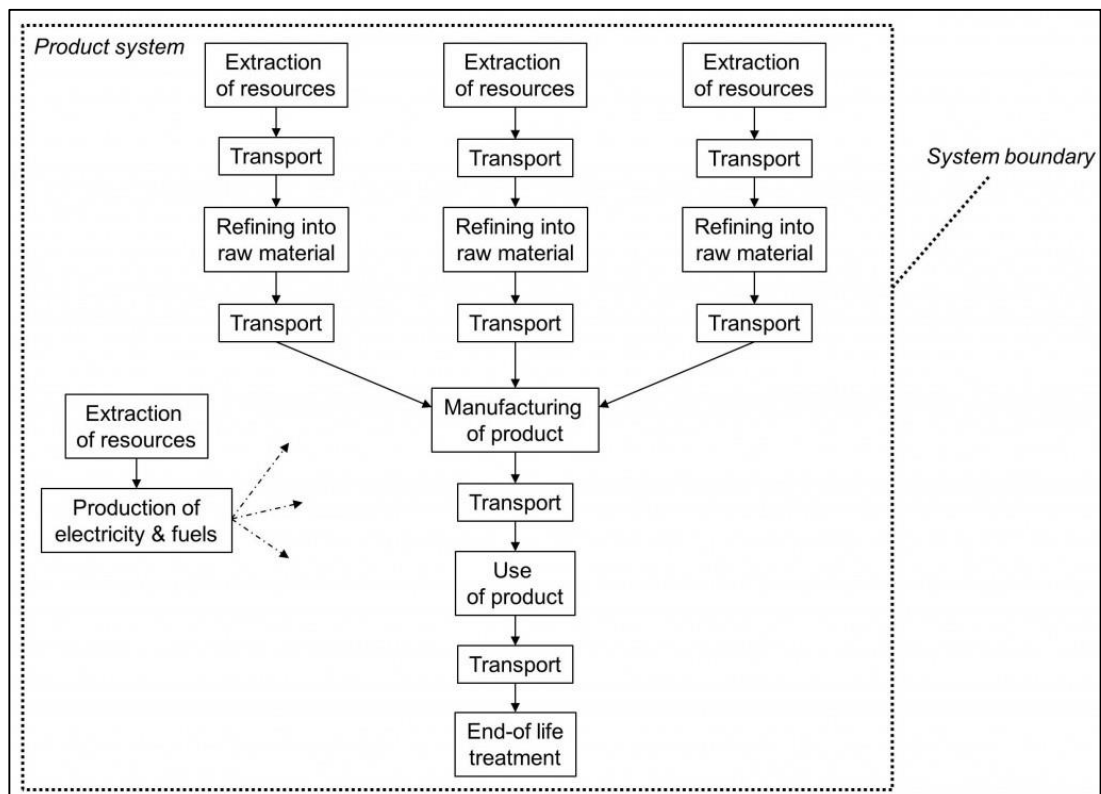 Product system
Extraction
of resources
Extraction
of resources
Extraction
of resources
Transport
Transport
Transport
System boundary
Refining into
raw material
Refining into
raw material
Refining into
raw material
Transport
Transport
Transport
Manufacturing
of product
Extraction
of resources
Production of
electricity & fuels
Transport
Use
of product
Transport
End-of life
treatment